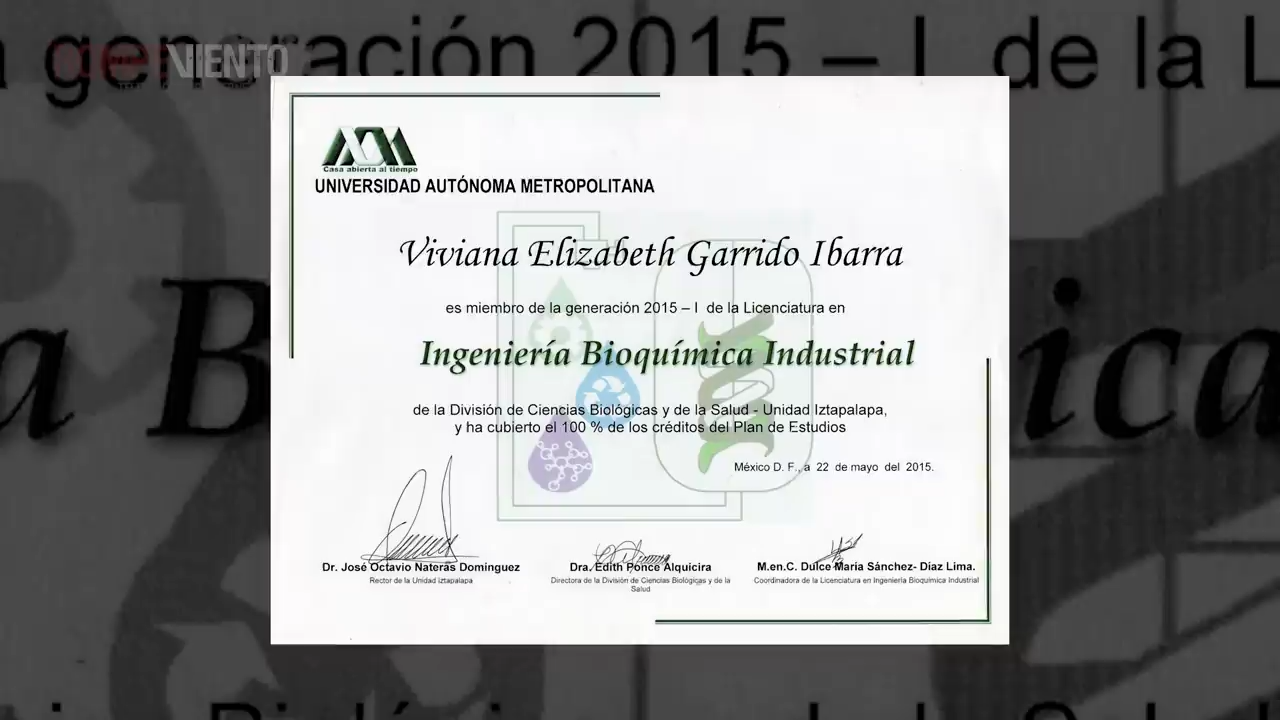 generación 2015 – I de la L
ROMPEVIENTO
Casa abierta al tiempo
UNIVERSIDAD AUTÓNOMA METROPOLITANA
Viviana Elizabeth Garrido Ibarra
es miembro de la generación 2015 – I de la Licenciatura en
Ingeniería Bioquímica Industrial
de la División de Ciencias Biológicas y de la Salud - Unidad Iztapalapa,
y ha cubierto el 100 % de los créditos del Plan de Estudios
México D. F., a 22 de mayo del 2015.
Dr. José Octavio Nateras Domínguez
Rector de la Unidad Iztapalapa
Dra. Edith Ponce Alquicira
Directora de la División de Ciencias Biológicas y de la
Salud
M.en.C. Dulce María Sánchez- Díaz Lima.
Coordinadora de la Licenciatura en Ingeniería Bioquímica Industrial